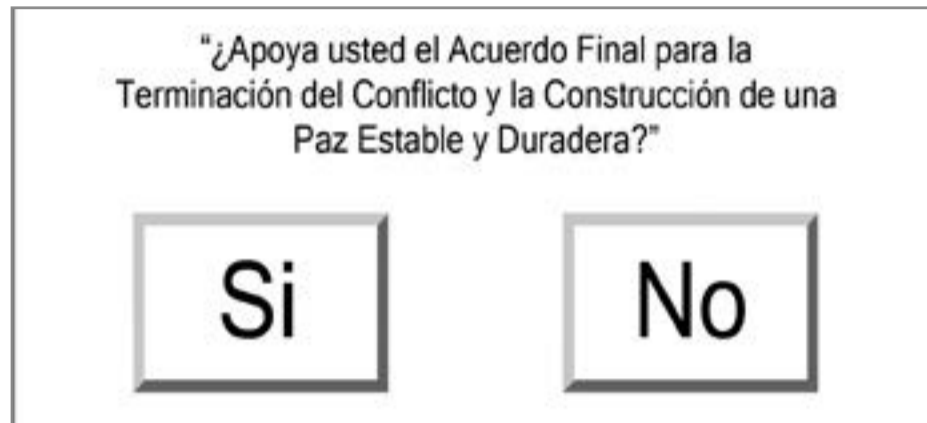 “¿Apoya usted el Acuerdo Final para la
Terminación del Conflicto y la Construcción de una
Paz Estable y Duradera?”
Si No